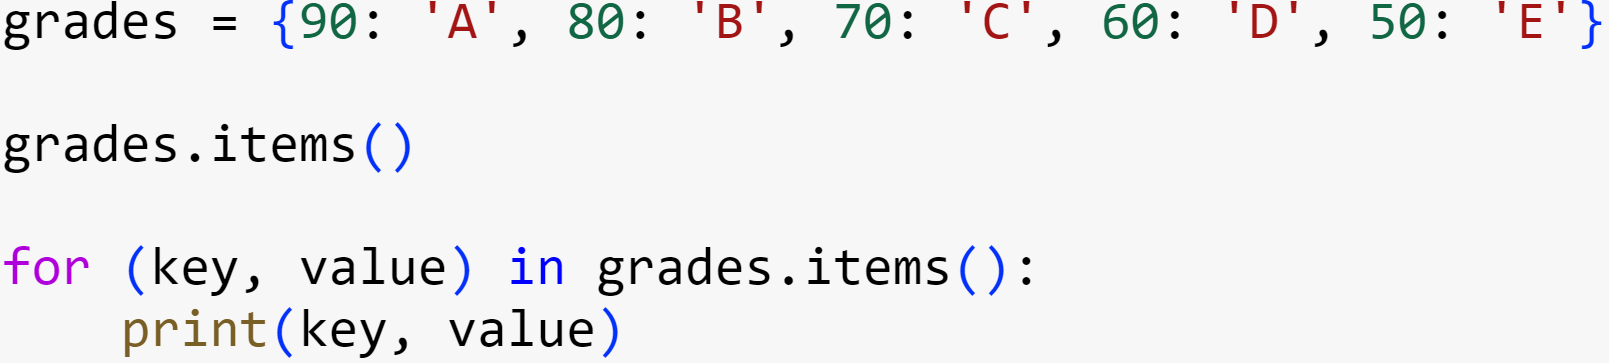 grades = {90: 'A', 80: 'B', 70: 'C', 60: 'D', 50: 'E'}
grades.items()
for (key, value) in grades.items():
    print(key, value)